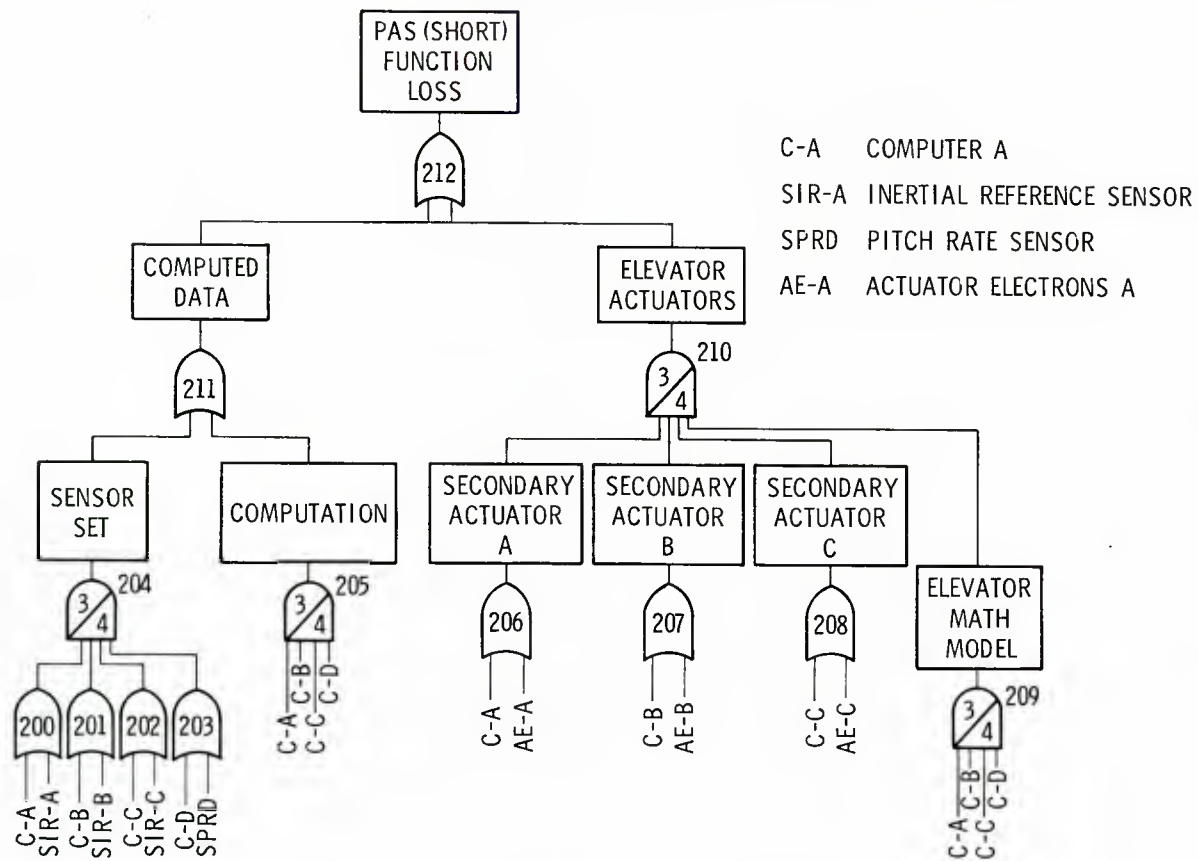 PAS (SHORT)
FUNCTION
LOSS
212
C-A COMPUTER A
SIR-A INERTIAL REFERENCE SENSOR
SPRD PITCH RATE SENSOR
AE-A ACTUATOR ELECTRONS A
COMPUTED
DATA
ELEVATOR
ACTUATORS
211
210
3
4
SENSOR
SET
COMPUTATION
SECONDARY
ACTUATOR
A
SECONDARY
ACTUATOR
B
SECONDARY
ACTUATOR
C
ELEVATOR
MATH
MODEL
204
3
4
205
3
4
206
207
208
209
3
4
200
201
202
203
C-A
SIR-A
C-B
SIR-B
C-C
SIR-C
C-D
SPRD
C-A
C-B
C-C
C-D
C-A
AE-A
C-B
AE-B
C-C
AE-C
C-A
C-B
C-C
C-D